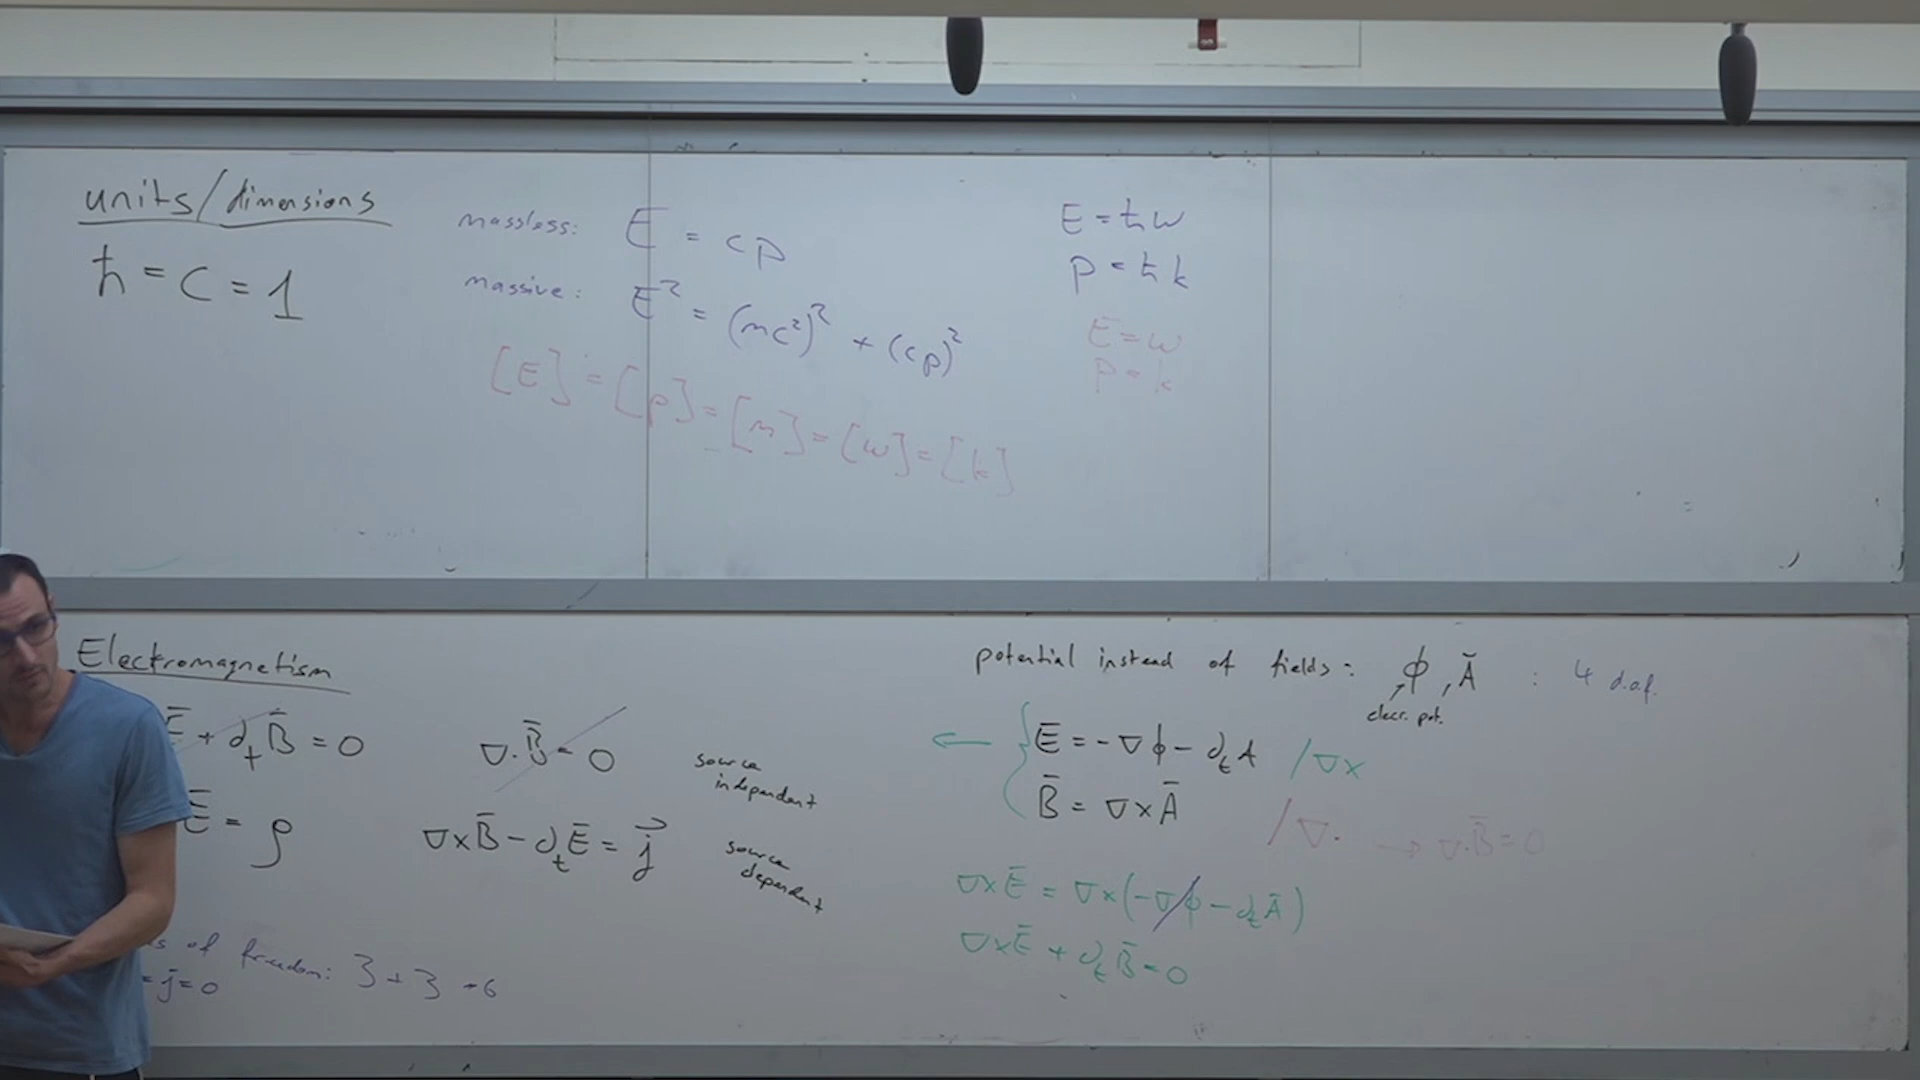 units/dimensions
ħ = c = 1
massless: E = cp
massive: E² = (mc²)² + (cp)²
[E] = [p] = [m] = [ω] = [k]
E = ħω
p = ħk
E = ω
p = k
Electromagnetism
Ē + ∂ₜB̄ = 0
∇·B̄ = 0
source independent
Ē = ρ
∇×B̄ − ∂ₜĒ = j⃗
source dependent
of freedom: 3 + 3 = 6
= j̄ = 0
potential instead of fields: ϕ, Ā : 4 d.o.f.
elecr. pot.
← { Ē = -∇ϕ - ∂ₜA /∇×
B̄ = ∇×Ā /∇· → ∇·B̄ = 0
∇×Ē = ∇×(-∇ϕ - ∂ₜĀ)
∇×Ē + ∂ₜB̄ = 0